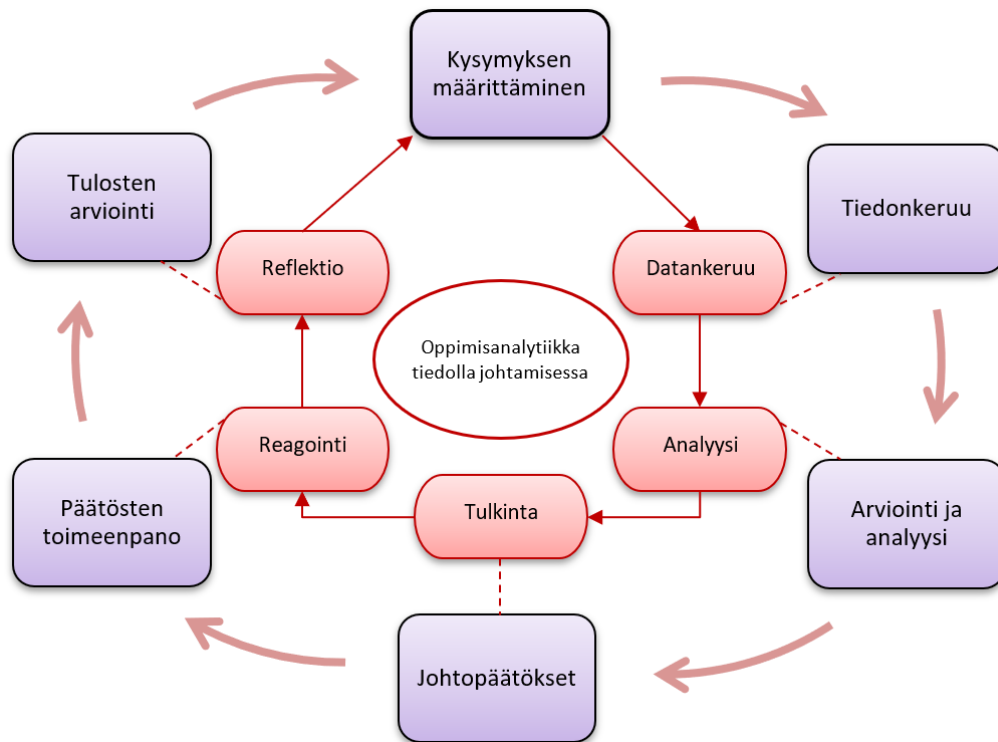 Kysymyksen
määrittäminen
Tulosten
arviointi
Tiedonkeruu
Reflektio
Datankeruu
Oppimisanalytiikka
tiedolla johtamisessa
Reagointi
Analyysi
Päätösten
toimeenpano
Tulkinta
Arviointi ja
analyysi
Johtopäätökset